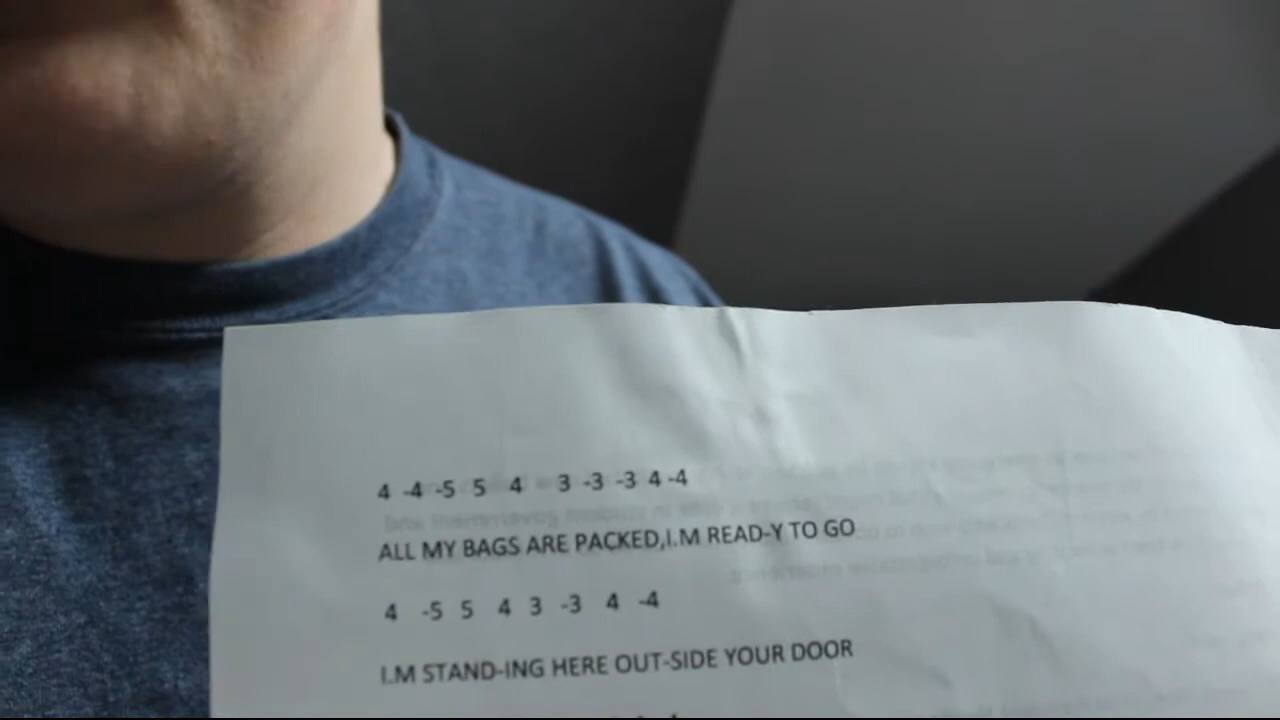 4 -4 -5 5 4 3 -3 -3 4 -4
ALL MY BAGS ARE PACKED,I.M READ-Y TO GO
4 -5 5 4 3 -3 4 -4
I.M STAND-ING HERE OUT-SIDE YOUR DOOR